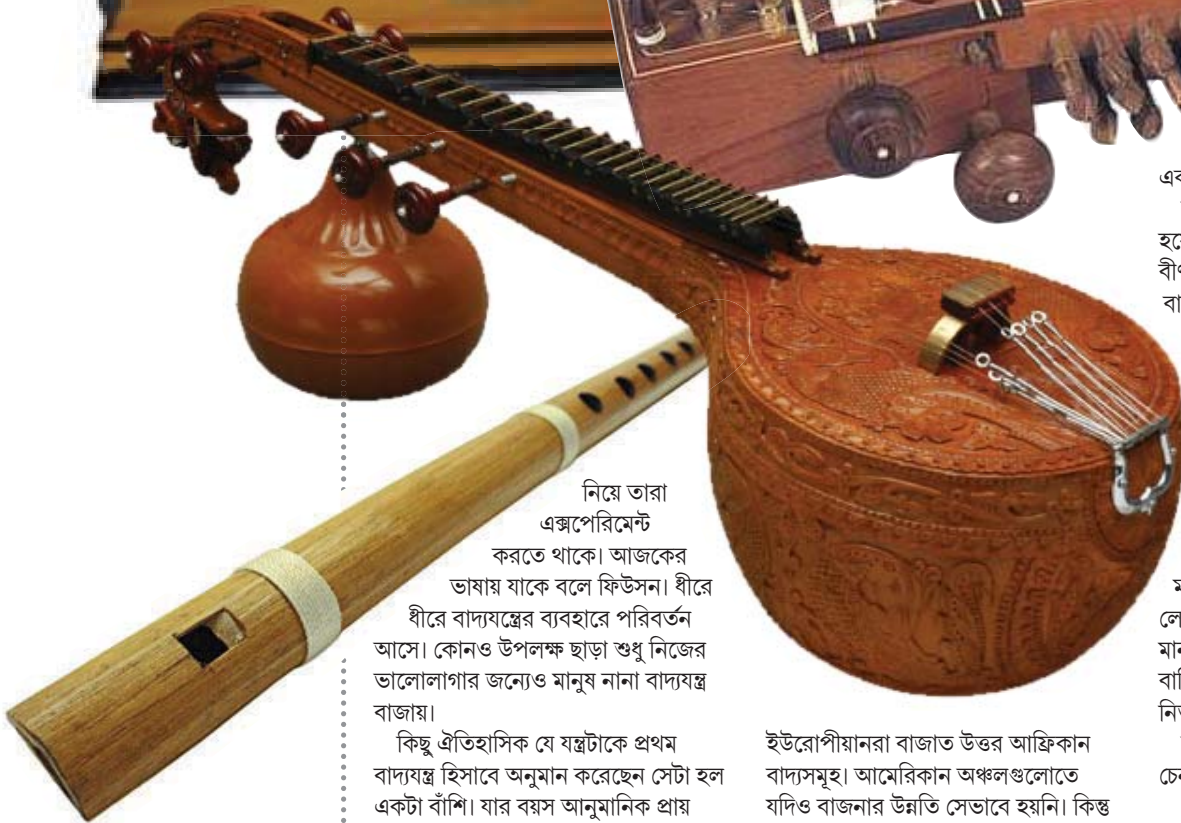 নিয়ে তারা
এক্সপেরিমেন্ট
করতে থাকে। আজকের
ভাষায় যাকে বলে ফিউসন। ধীরে
ধীরে বাদ্যযন্ত্রের ব্যবহারে পরিবর্তন
আসে। কোনও উপলক্ষ ছাড়া শুধু নিজের
ভালোলাগার জন্যেও মানুষ নানা বাদ্যযন্ত্র
বাজায়।
কিছু ঐতিহাসিক যে যন্ত্রটাকে প্রথম
বাদ্যযন্ত্র হিসাবে অনুমান করেছেন সেটা হল
একটা বাঁশি। যার বয়স আনুমানিক প্রায়
ইউরোপীয়ানরা বাজাত উত্তর আফ্রিকান
বাদ্যসমূহ। আমেরিকান অঞ্চলগুলোতে
যদিও বাজনার উন্নতি সেভাবে হয়নি। কিন্তু